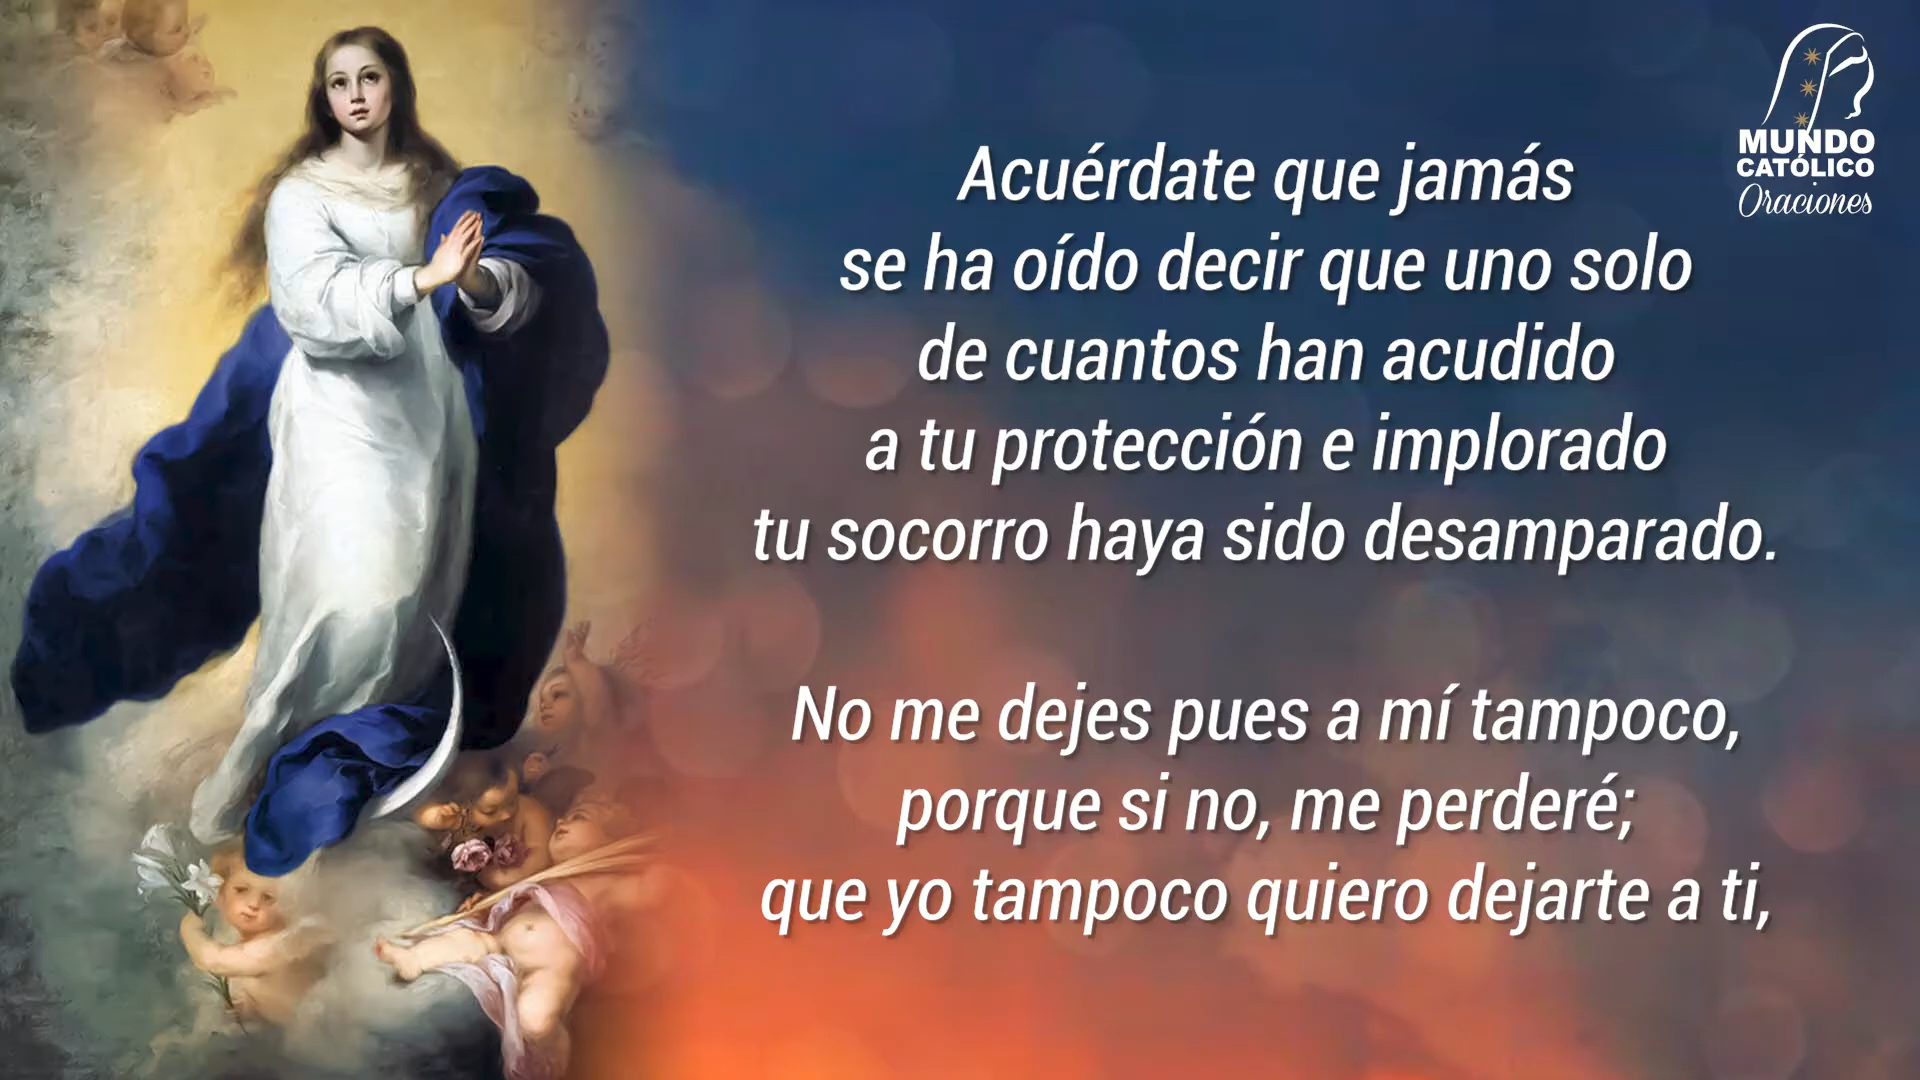 Acuérdate que jamás
se ha oído decir que uno solo
de cuantos han acudido
a tu protección e implorado
tu socorro haya sido desamparado.
No me dejes pues a mí tampoco,
porque si no, me perderé;
que yo tampoco quiero dejarte a ti,
MUNDO
CATÓLICO
Oraciones